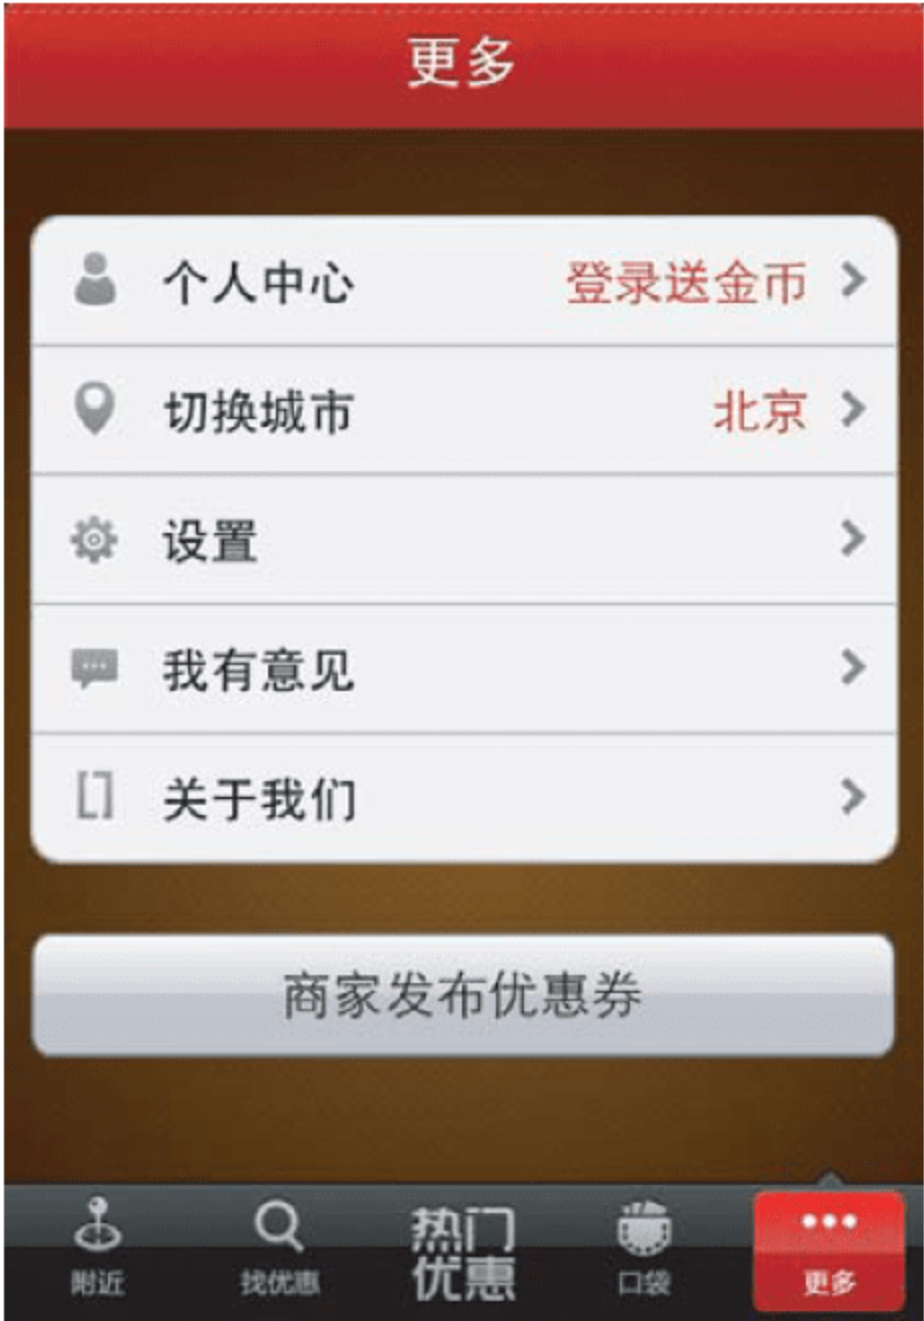 更多
个人中心 登录送金币
切换城市 北京
设置
我有意见
关于我们
商家发布优惠券
附近 找优惠 热门优惠 口袋 更多